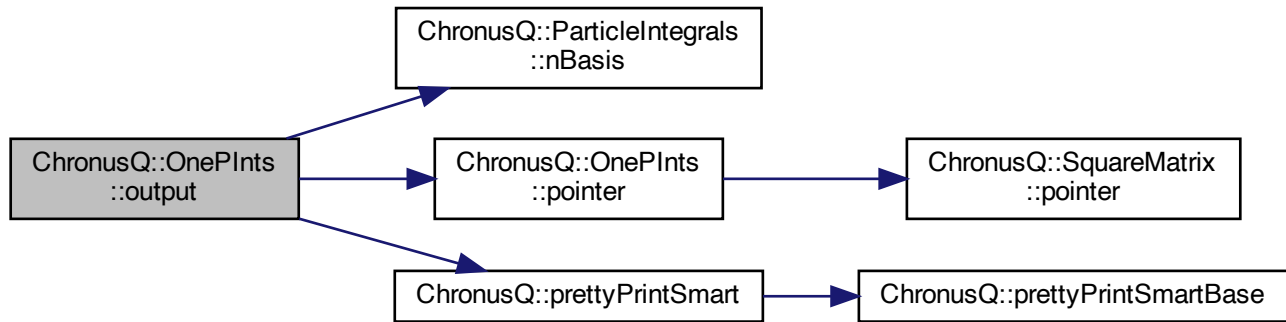 ChronusQ::ParticleIntegrals
::nBasis
ChronusQ::OnePInts
::output
ChronusQ::OnePInts
::pointer
ChronusQ::SquareMatrix
::pointer
ChronusQ::prettyPrintSmart
ChronusQ::prettyPrintSmartBase